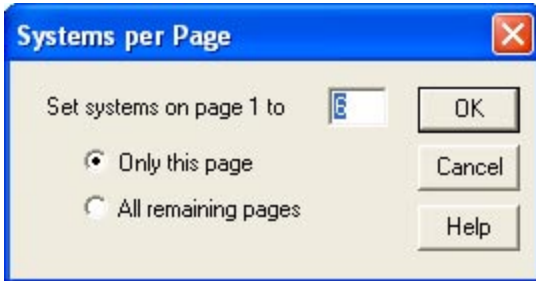 Systems per Page
Set systems on page 1 to 6 OK
Only this page Cancel
All remaining pages
Help